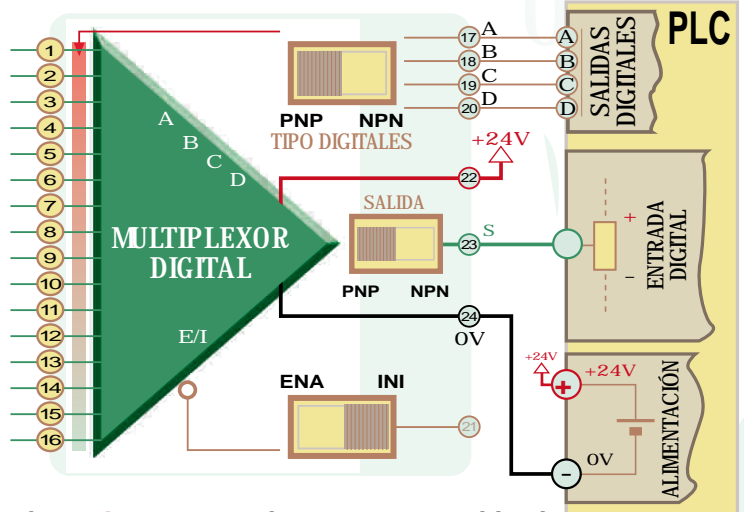 1
2
3
4
5
6
7
8
9
10
11
12
13
14
15
16
A
B
C
D
MULTIPLEXOR
DIGITAL
E/I
PNP NPN
TIPO DIGITALES
+24V
22
SALIDA
PNP NPN
23 S
24
0V
ENA INI
21
17 A A
18 B B
19 C C
20 D D
SALIDAS
DIGITALES
PLC
+
-
ENTRADA
DIGITAL
+24V
+ +24V
- 0V
ALIMENTACIÓN